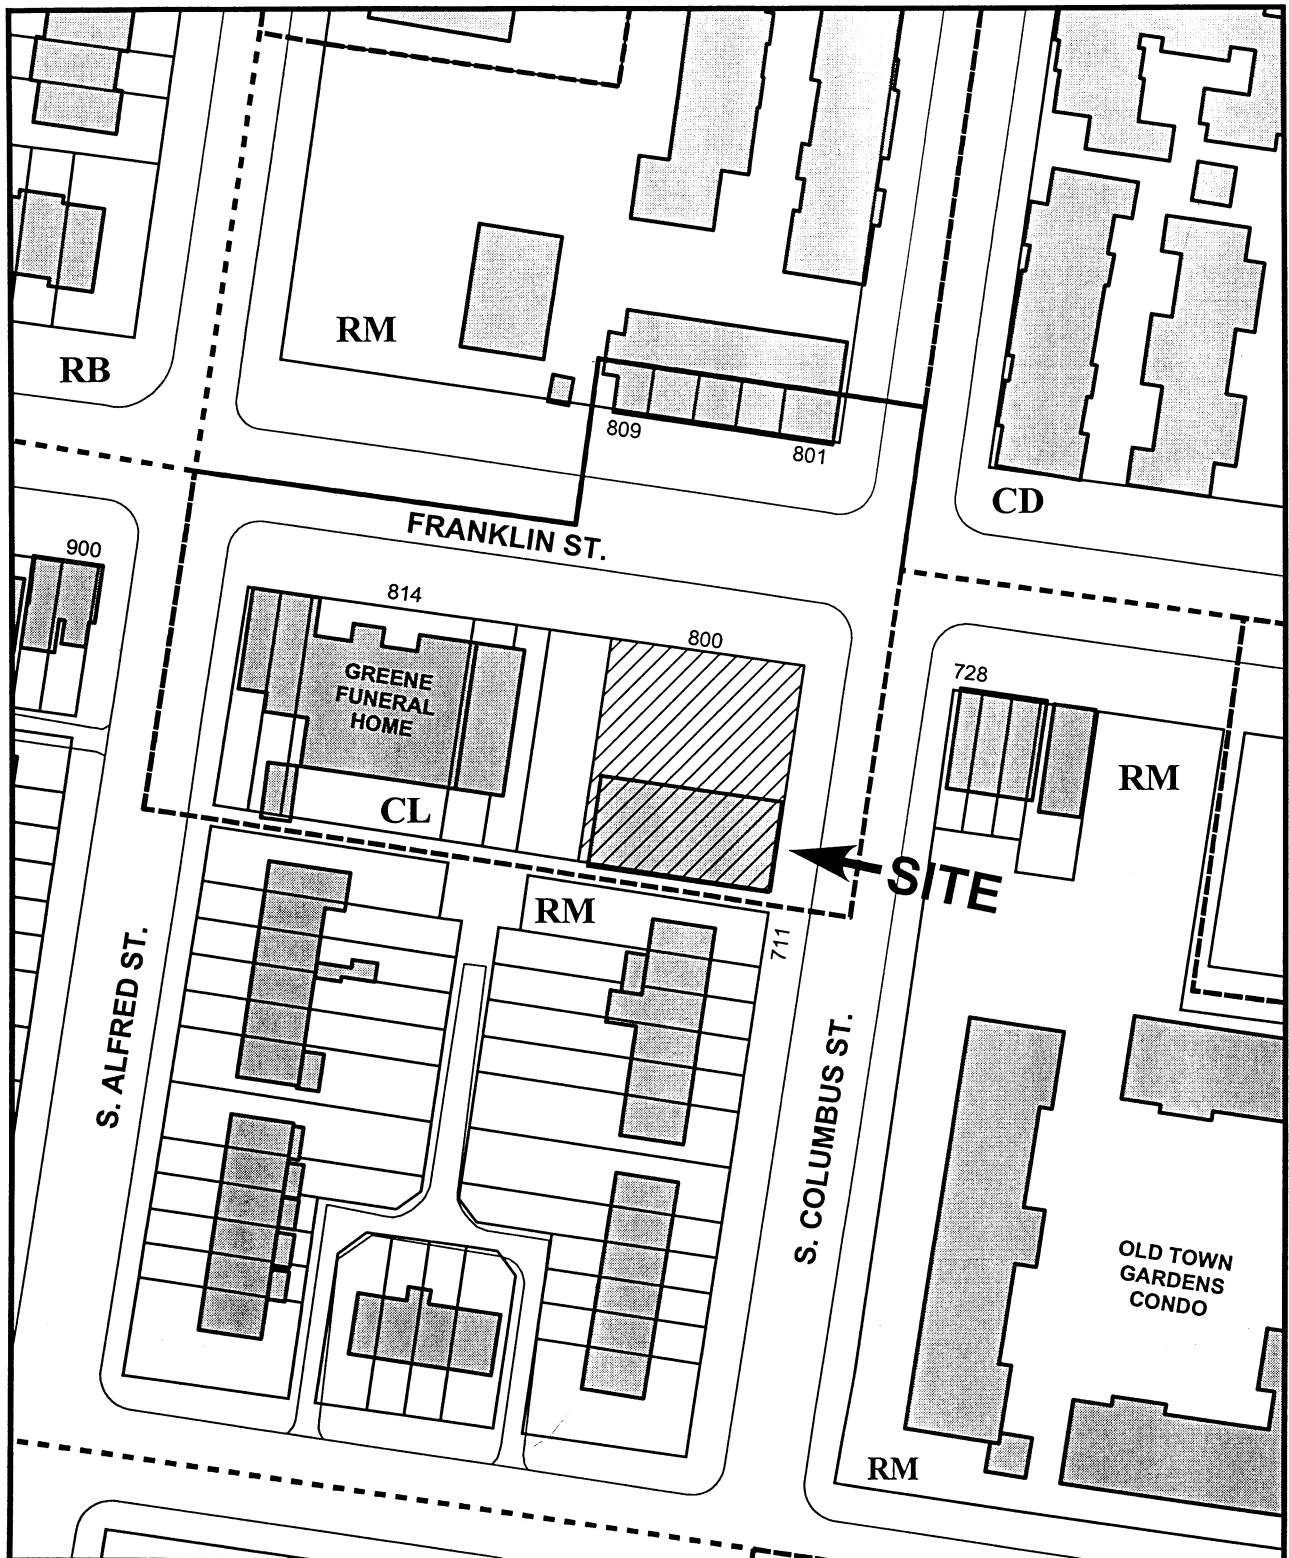 RM
RB
809
801
CD
FRANKLIN ST.
900
814
800
GREENE
FUNERAL
HOME
728
RM
CL
SITE
RM
711
S. ALFRED ST.
S. COLUMBUS ST.
OLD TOWN
GARDENS
CONDO
RM